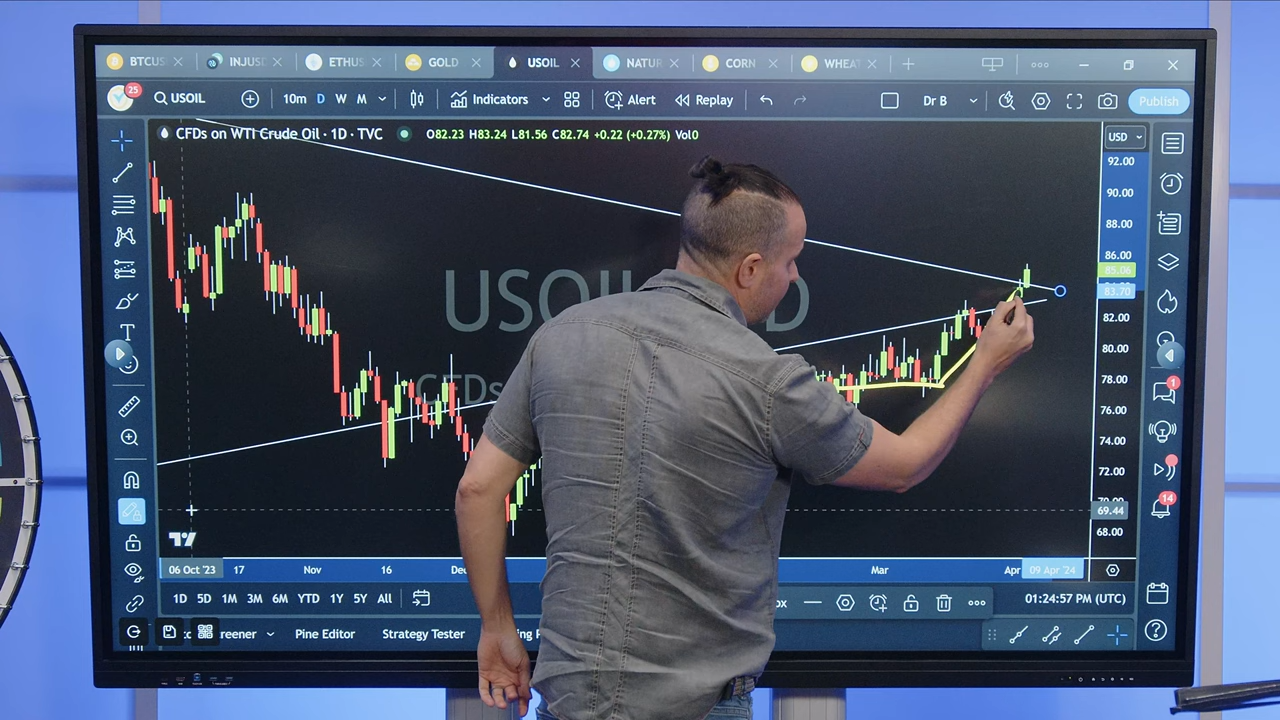 BTCUS INJUS ETHUS GOLD USOIL NATUR CORN WHEA
25
USOIL 10m D W M Indicators Alert Replay Dr B Publish
CFDs on WTI Crude Oil · 1D · TVC O82.23 H83.24 L81.56 C82.74 +0.22 (+0.27%) Vol0
USD
92.00
90.00
88.00
86.00
85.06
83.70
82.00
80.00
78.00
76.00
74.00
72.00
69.44
68.00
USOI D
CFDs
T
1
14
06 Oct '23 17 Nov 16 Dec Mar Apr 09 Apr '24
1D 5D 1M 3M 6M YTD 1Y 5Y All 01:24:57 PM (UTC)
reener Pine Editor Strategy Tester